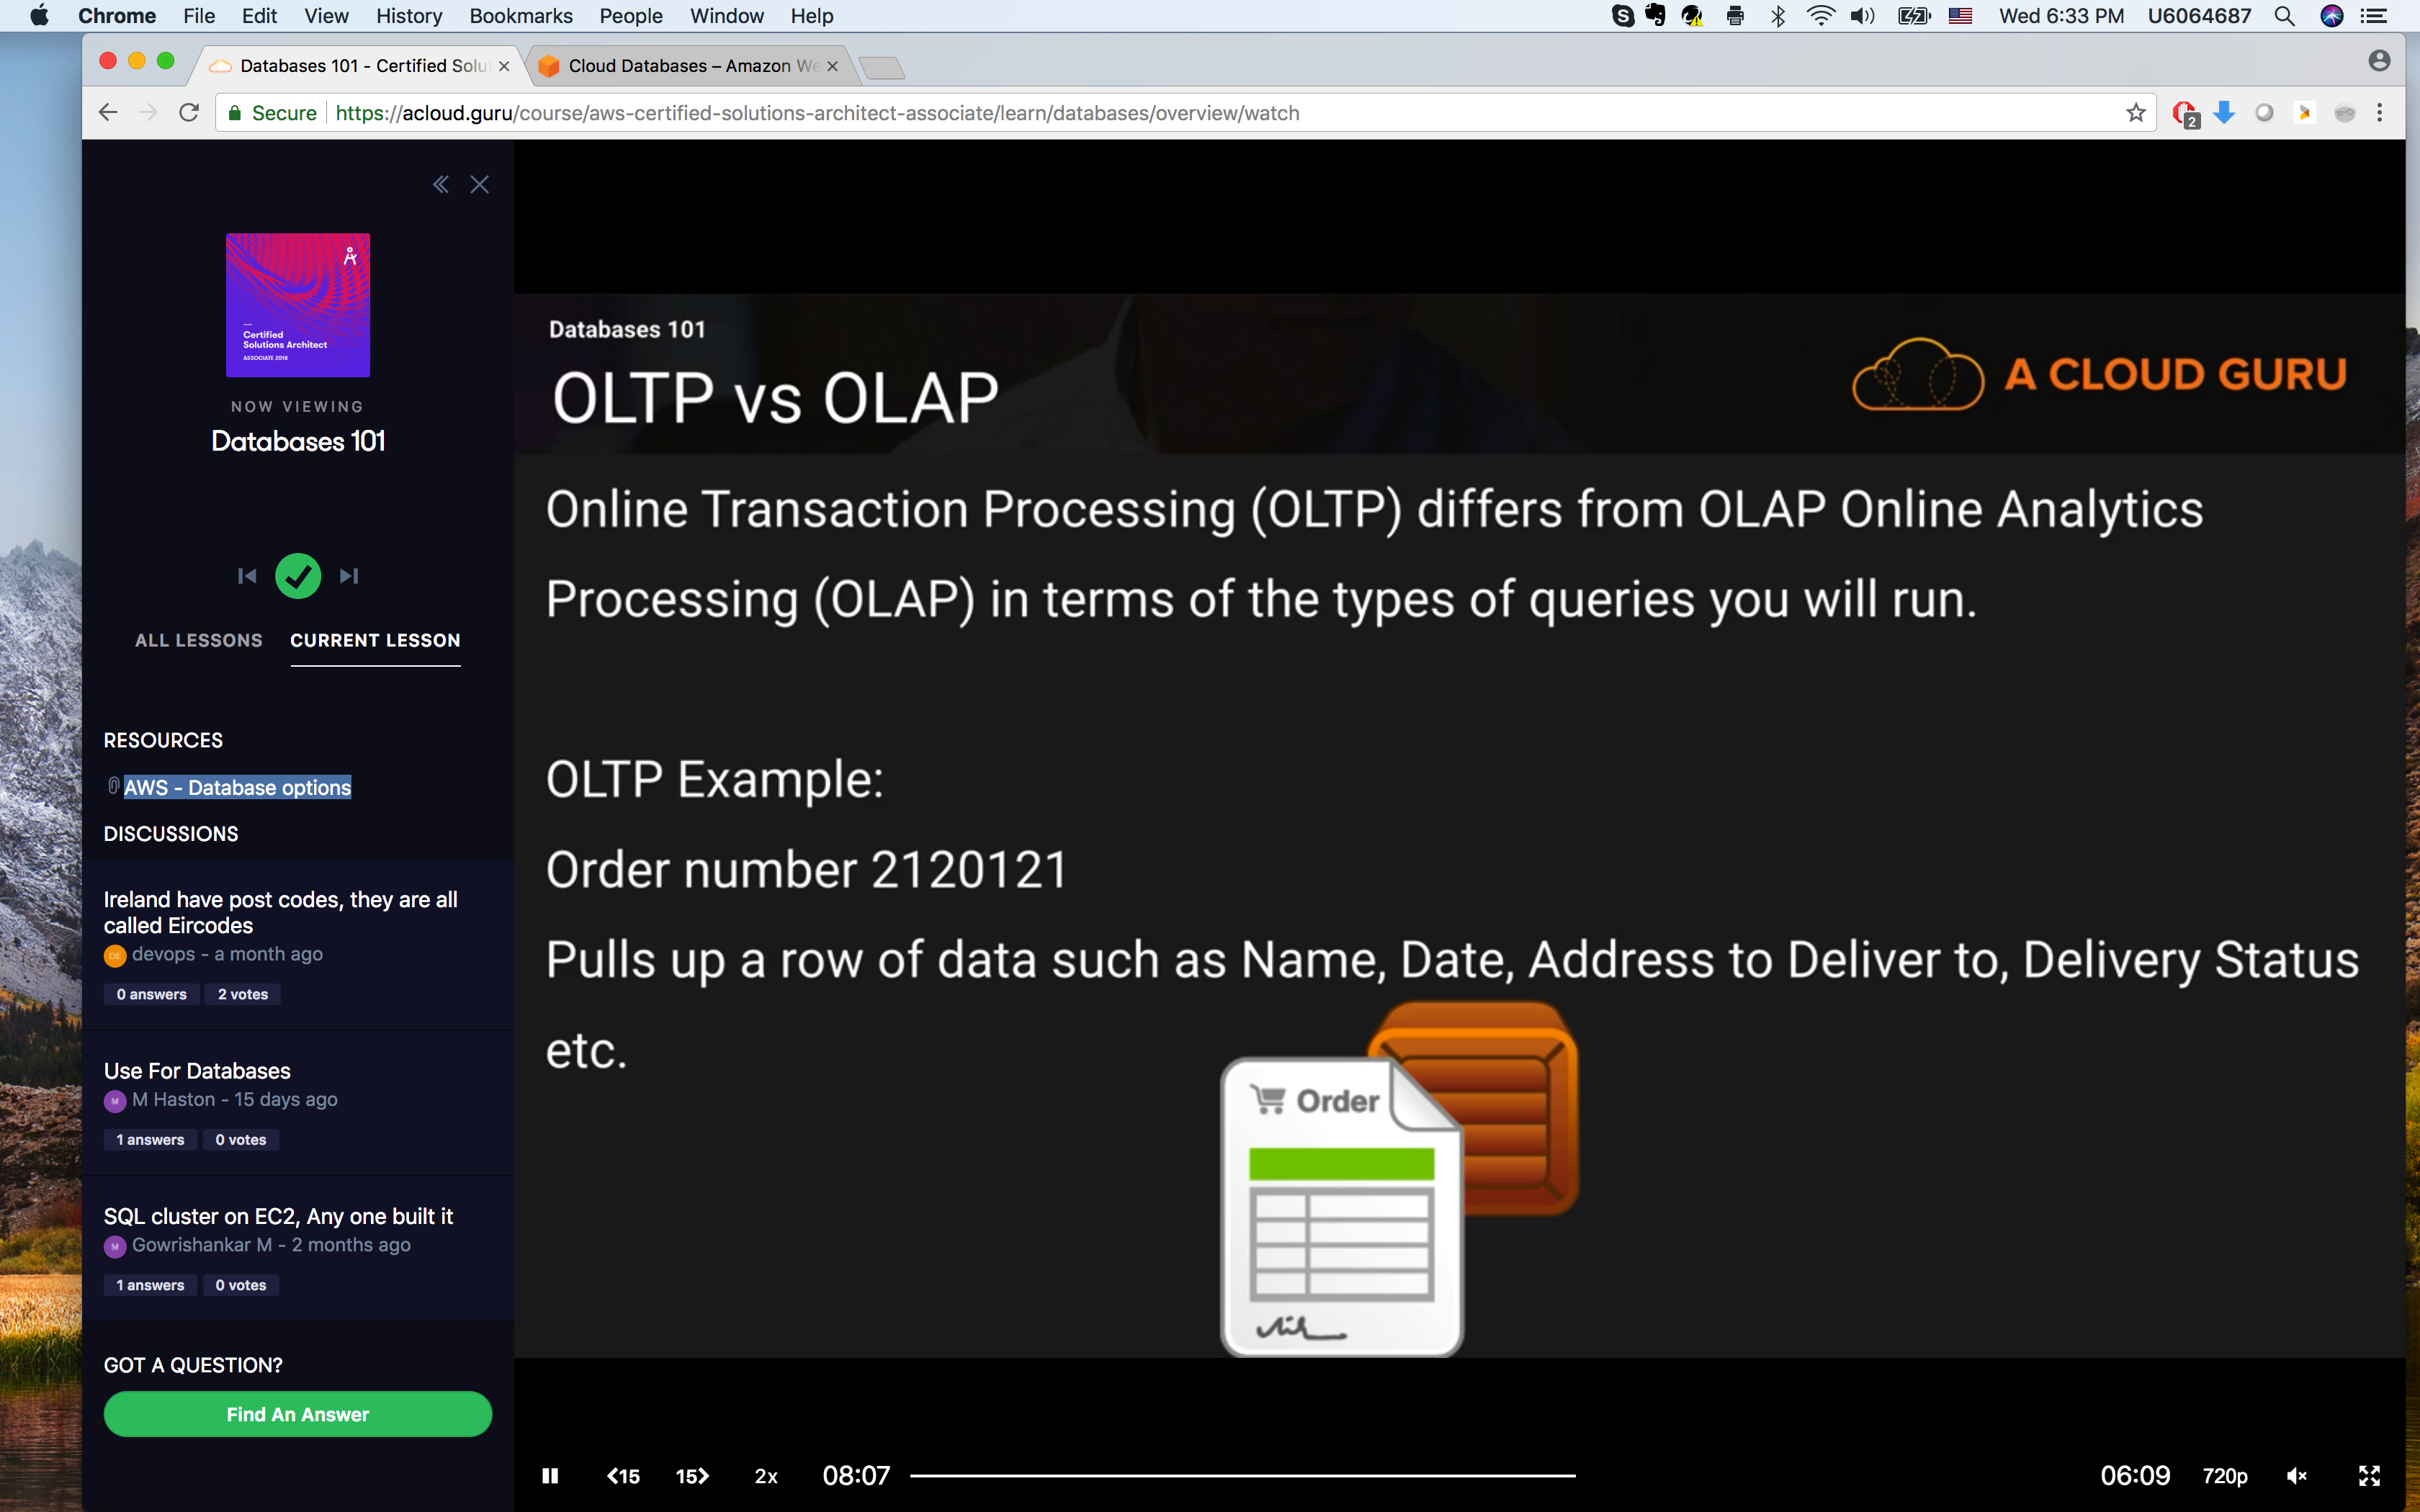 Chrome File Edit View History Bookmarks People Window Help
Wed 6:33 PM U6064687
Databases 101 - Certified Solu
Cloud Databases – Amazon We
Secure https://acloud.guru/course/aws-certified-solutions-architect-associate/learn/databases/overview/watch
2
Certified
Solutions Architect
ASSOCIATE 2018
NOW VIEWING
Databases 101
ALL LESSONS CURRENT LESSON
RESOURCES
AWS - Database options
DISCUSSIONS
Ireland have post codes, they are all
called Eircodes
DE devops - a month ago
0 answers 2 votes
Use For Databases
M M Haston - 15 days ago
1 answers 0 votes
SQL cluster on EC2, Any one built it
M Gowrishankar M - 2 months ago
1 answers 0 votes
GOT A QUESTION?
Find An Answer
Databases 101
OLTP vs OLAP
A CLOUD GURU
Online Transaction Processing (OLTP) differs from OLAP Online Analytics
Processing (OLAP) in terms of the types of queries you will run.
OLTP Example:
Order number 2120121
Pulls up a row of data such as Name, Date, Address to Deliver to, Delivery Status
etc.
Order
15 15 2x 08:07 06:09 720p